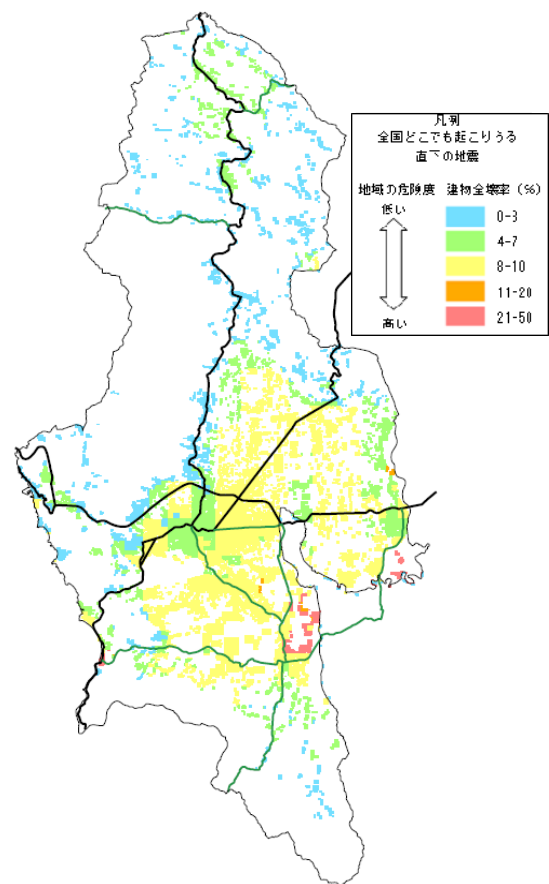 凡例
全国どこでも起こりうる
直下の地震
地域の危険度 建物全壊率 (%)
低い
0-3
4-7
8-10
11-20
21-50
高い